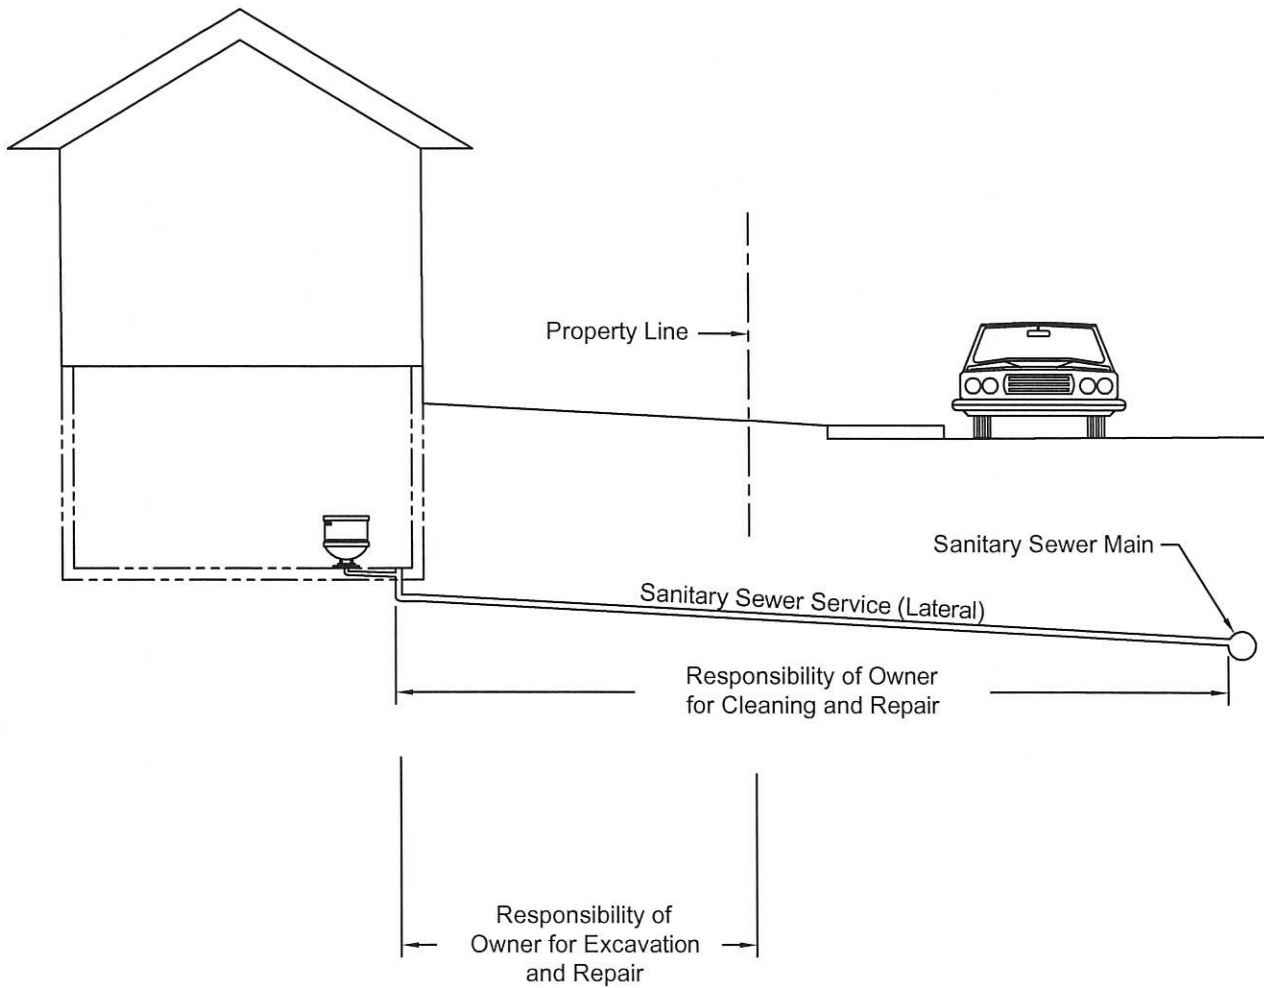 Property Line
Sanitary Sewer Main
Sanitary Sewer Service (Lateral)
Responsibility of Owner
for Cleaning and Repair
Responsibility of
Owner for Excavation
and Repair